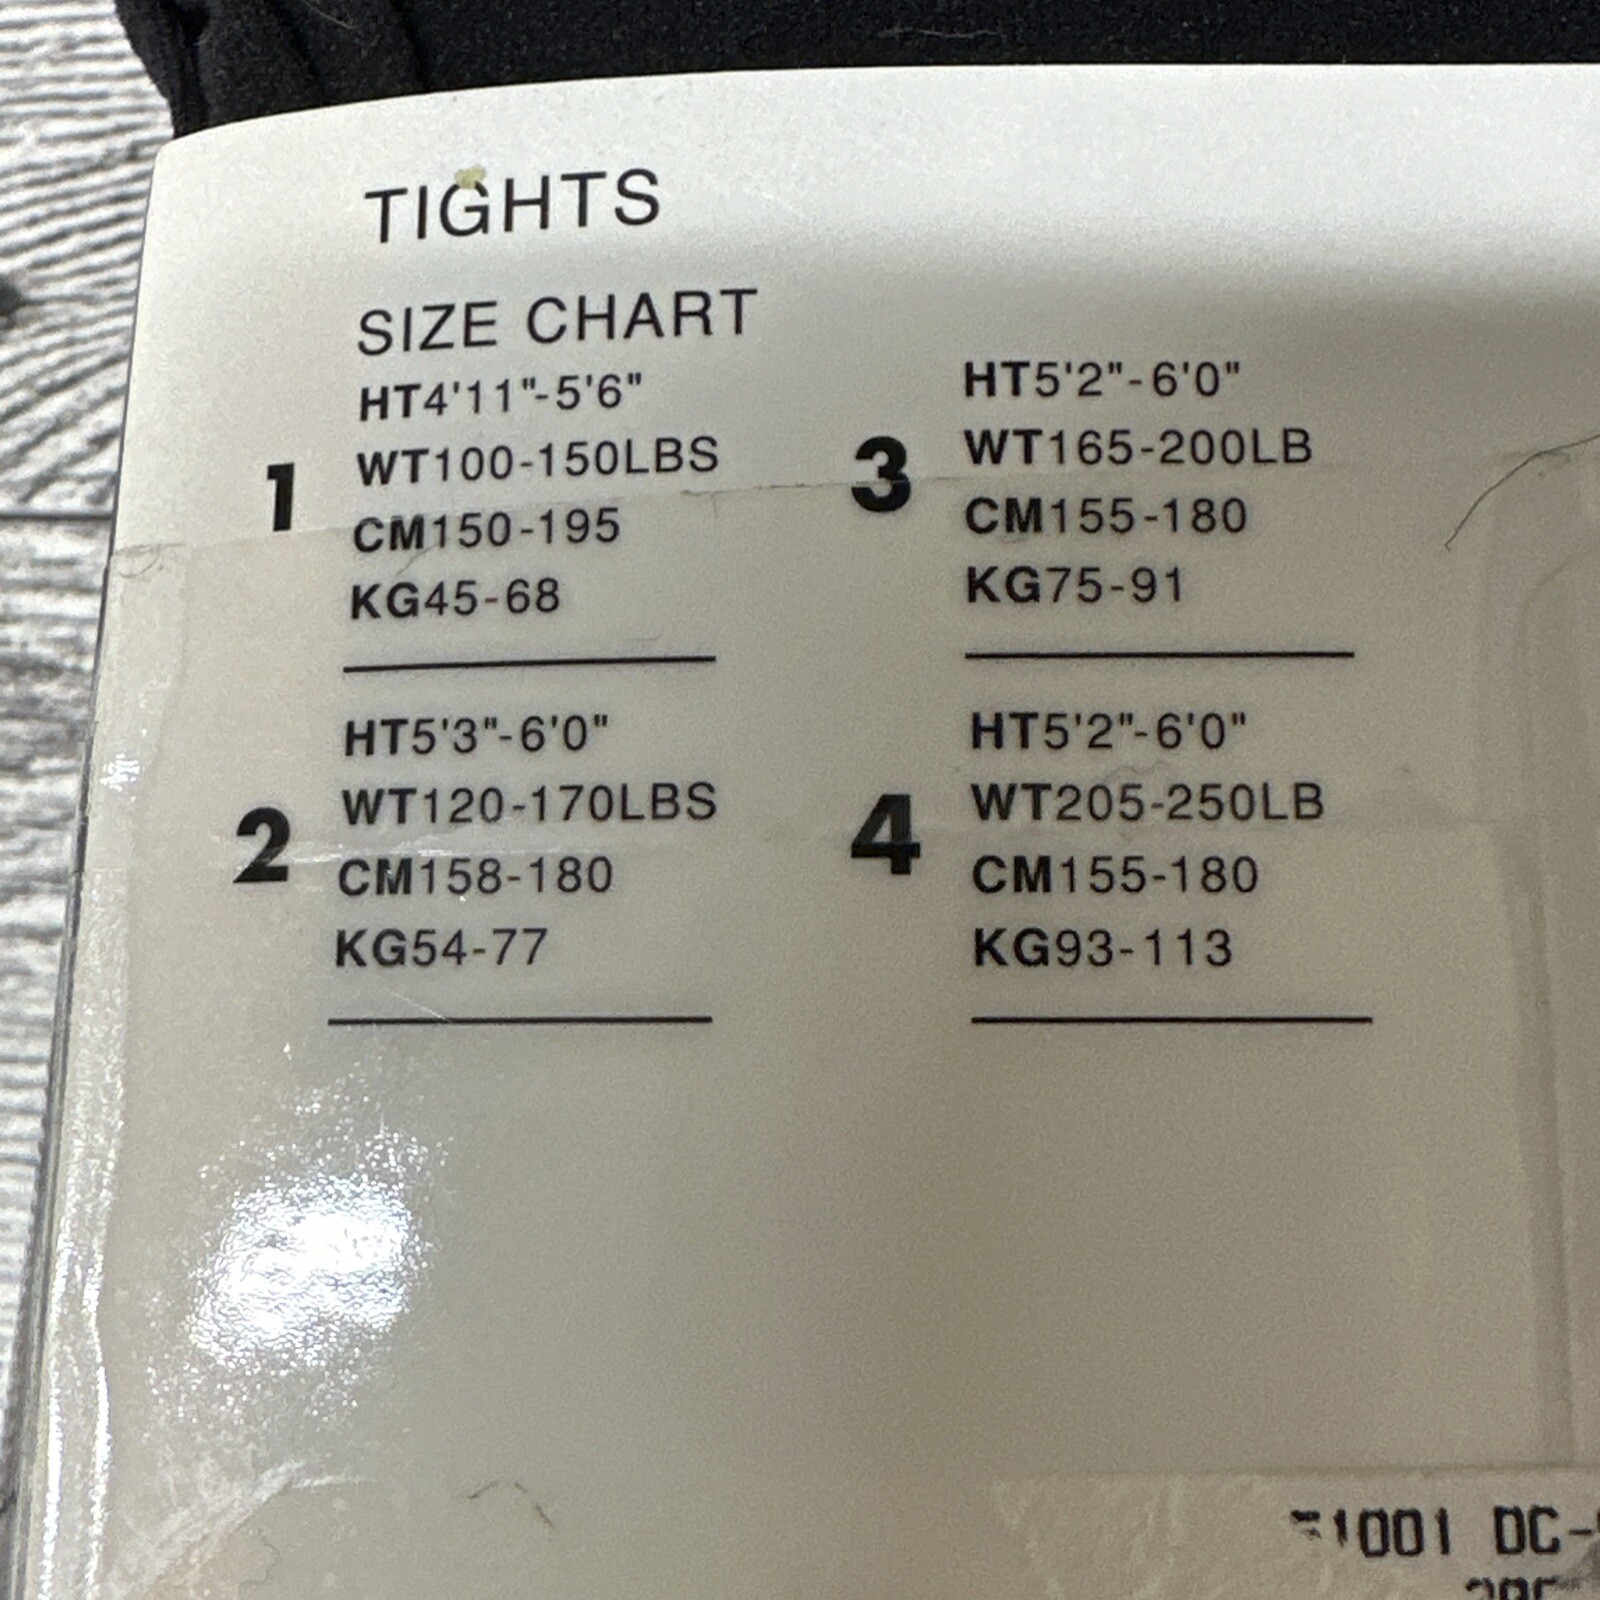 TIGHTS
SIZE CHART
1
HT4'11"-5'6"
WT100-150LBS
CM150-195
KG45-68
2
HT5'3"-6'0"
WT120-170LBS
CM158-180
KG54-77
3
HT5'2"-6'0"
WT165-200LB
CM155-180
KG75-91
4
HT5'2"-6'0"
WT205-250LB
CM155-180
KG93-113